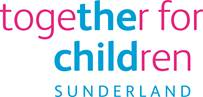 together for
children
SUNDERLAND